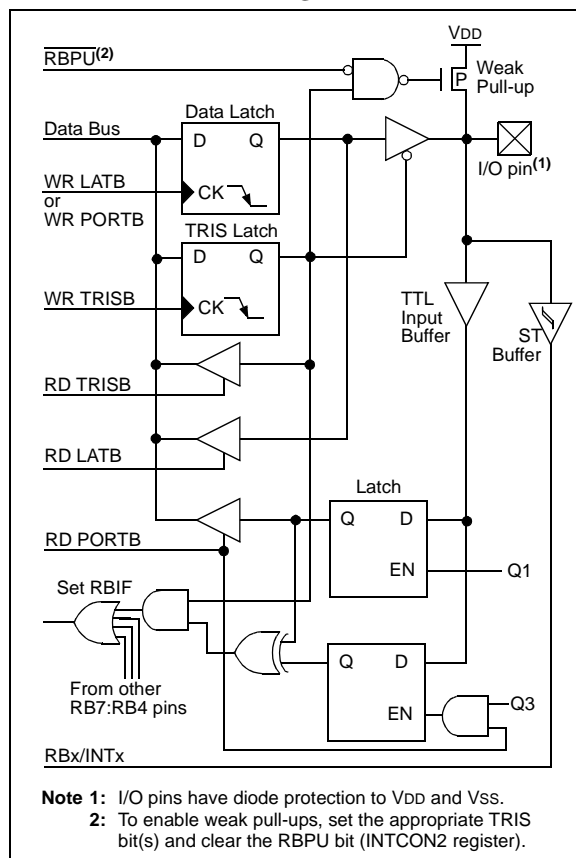 VDD
RBPU(2)
P
Weak
Pull-up
Data Latch
Data Bus
D
Q
I/O pin(1)
WR LATB
or
WR PORTB
CK
TRIS Latch
D
Q
WR TRISB
CK
TTL
Input
Buffer
ST
Buffer
RD TRISB
RD LATB
Latch
Q
D
RD PORTB
EN
Q1
Set RBIF
Q
D
From other
RB7:RB4 pins
EN
Q3
RBx/INTx
Note 1: I/O pins have diode protection to VDD and VSS.
2: To enable weak pull-ups, set the appropriate TRIS
bit(s) and clear the RBPU bit (INTCON2 register).